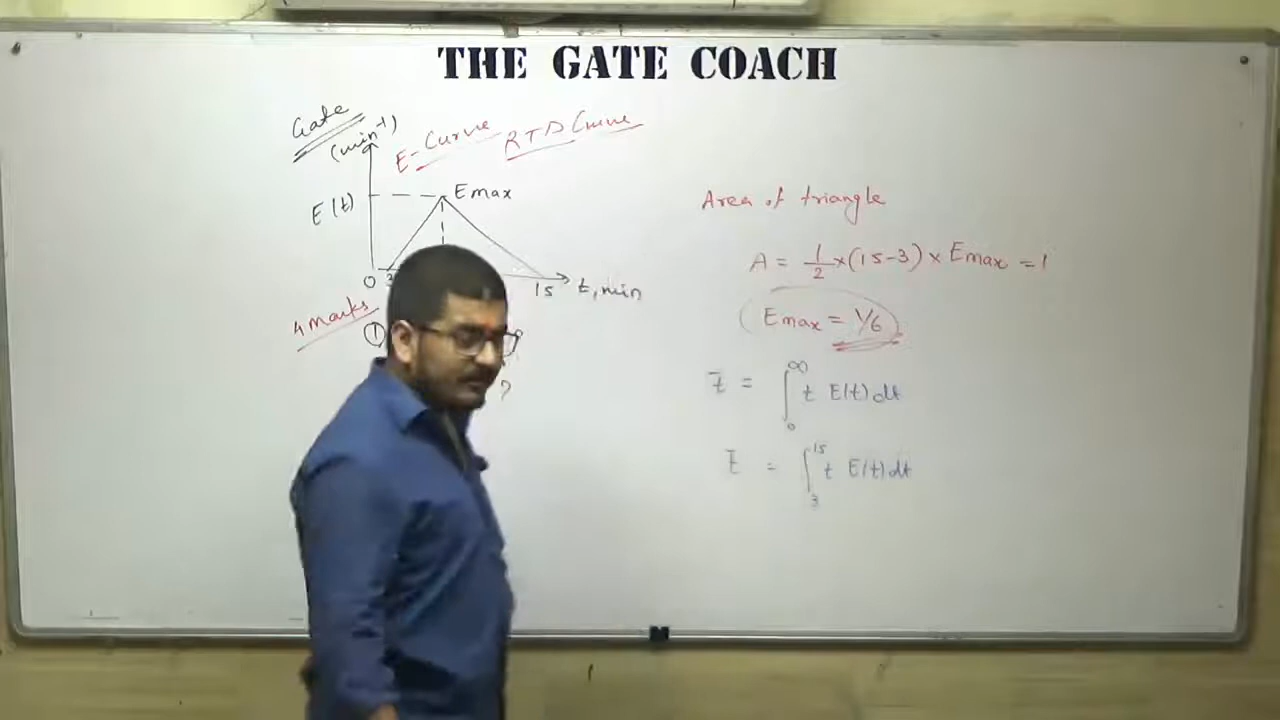 THE GATE COACH
Gate
(min⁻¹)
E-Curve RTD Curve
E(t)
Emax
0 3 15 t, min
4 marks
①
?
Area of triangle
A = 1/2 × (15-3) × Emax = 1
Emax = 1/6
t̄ = ∫₀^∞ t E(t) dt
t̄ = ∫₃^15 t E(t) dt